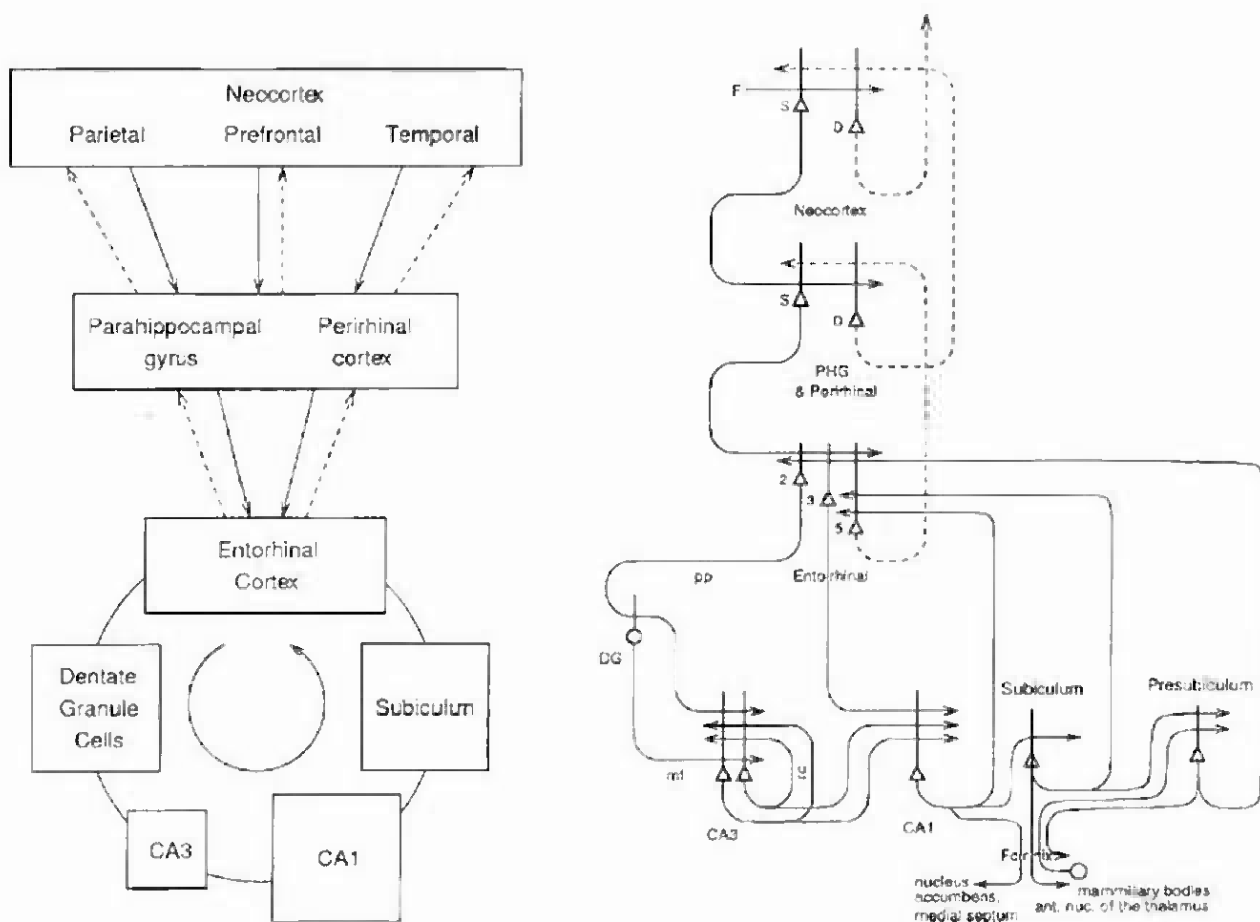 Neocortex
Parietal Prefrontal Temporal
Parahippocampal Perirhinal
gyrus cortex
Entorhinal
Cortex
Dentate
Granule
Cells
Subiculum
CA3
CA1
F
S
D
Neocortex
S
D
PHG
& Perirhinal
2
3
5
pp
Entorhinal
DG
Subiculum
Presubiculum
mf
rc
CA3
CA1
Fornix
nucleus
accumbens,
medial septum
mammiliary bodies
ant. nuc. of the thalamus